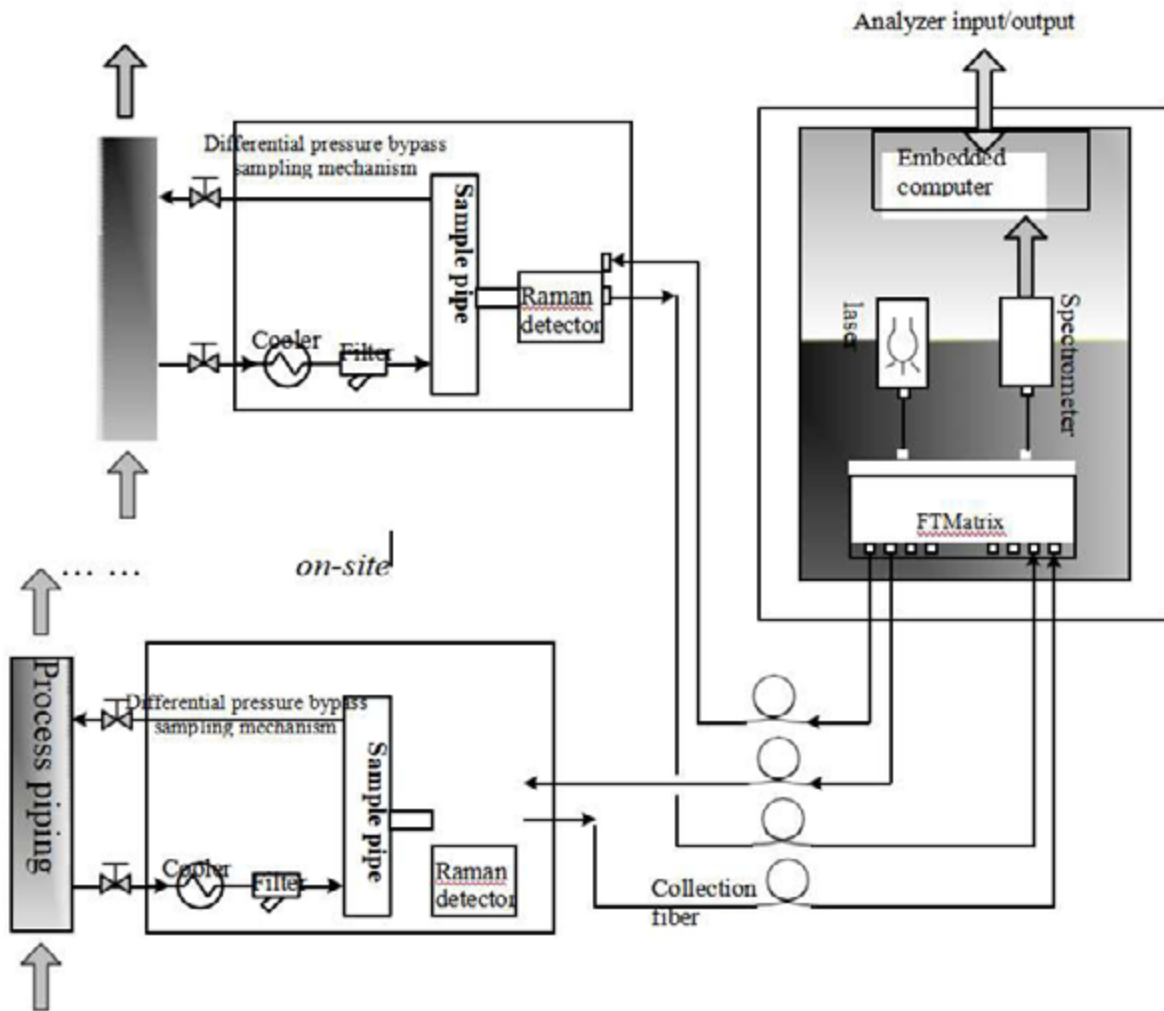 Analyzer input/output
Differential pressure bypass
sampling mechanism
Embedded
computer
Sample pipe
Raman
detector
Cooler
Filter
laser
Spectrometer
FTMatrix
... ...
on-site
Process piping
Differential pressure bypass
sampling mechanism
Sample pipe
Cooler
Filter
Raman
detector
Collection
fiber